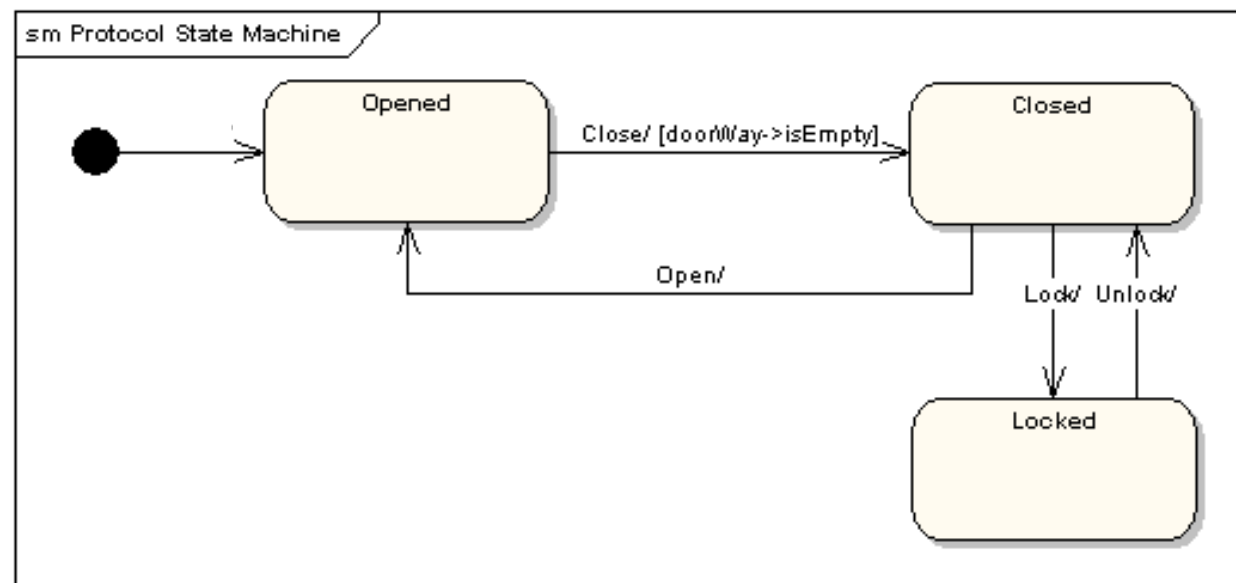 sm Protocol State Machine
Opened
Closed
Close/ [doorWay->isEmpty]
Open/
Lock/
Unlock/
Locked